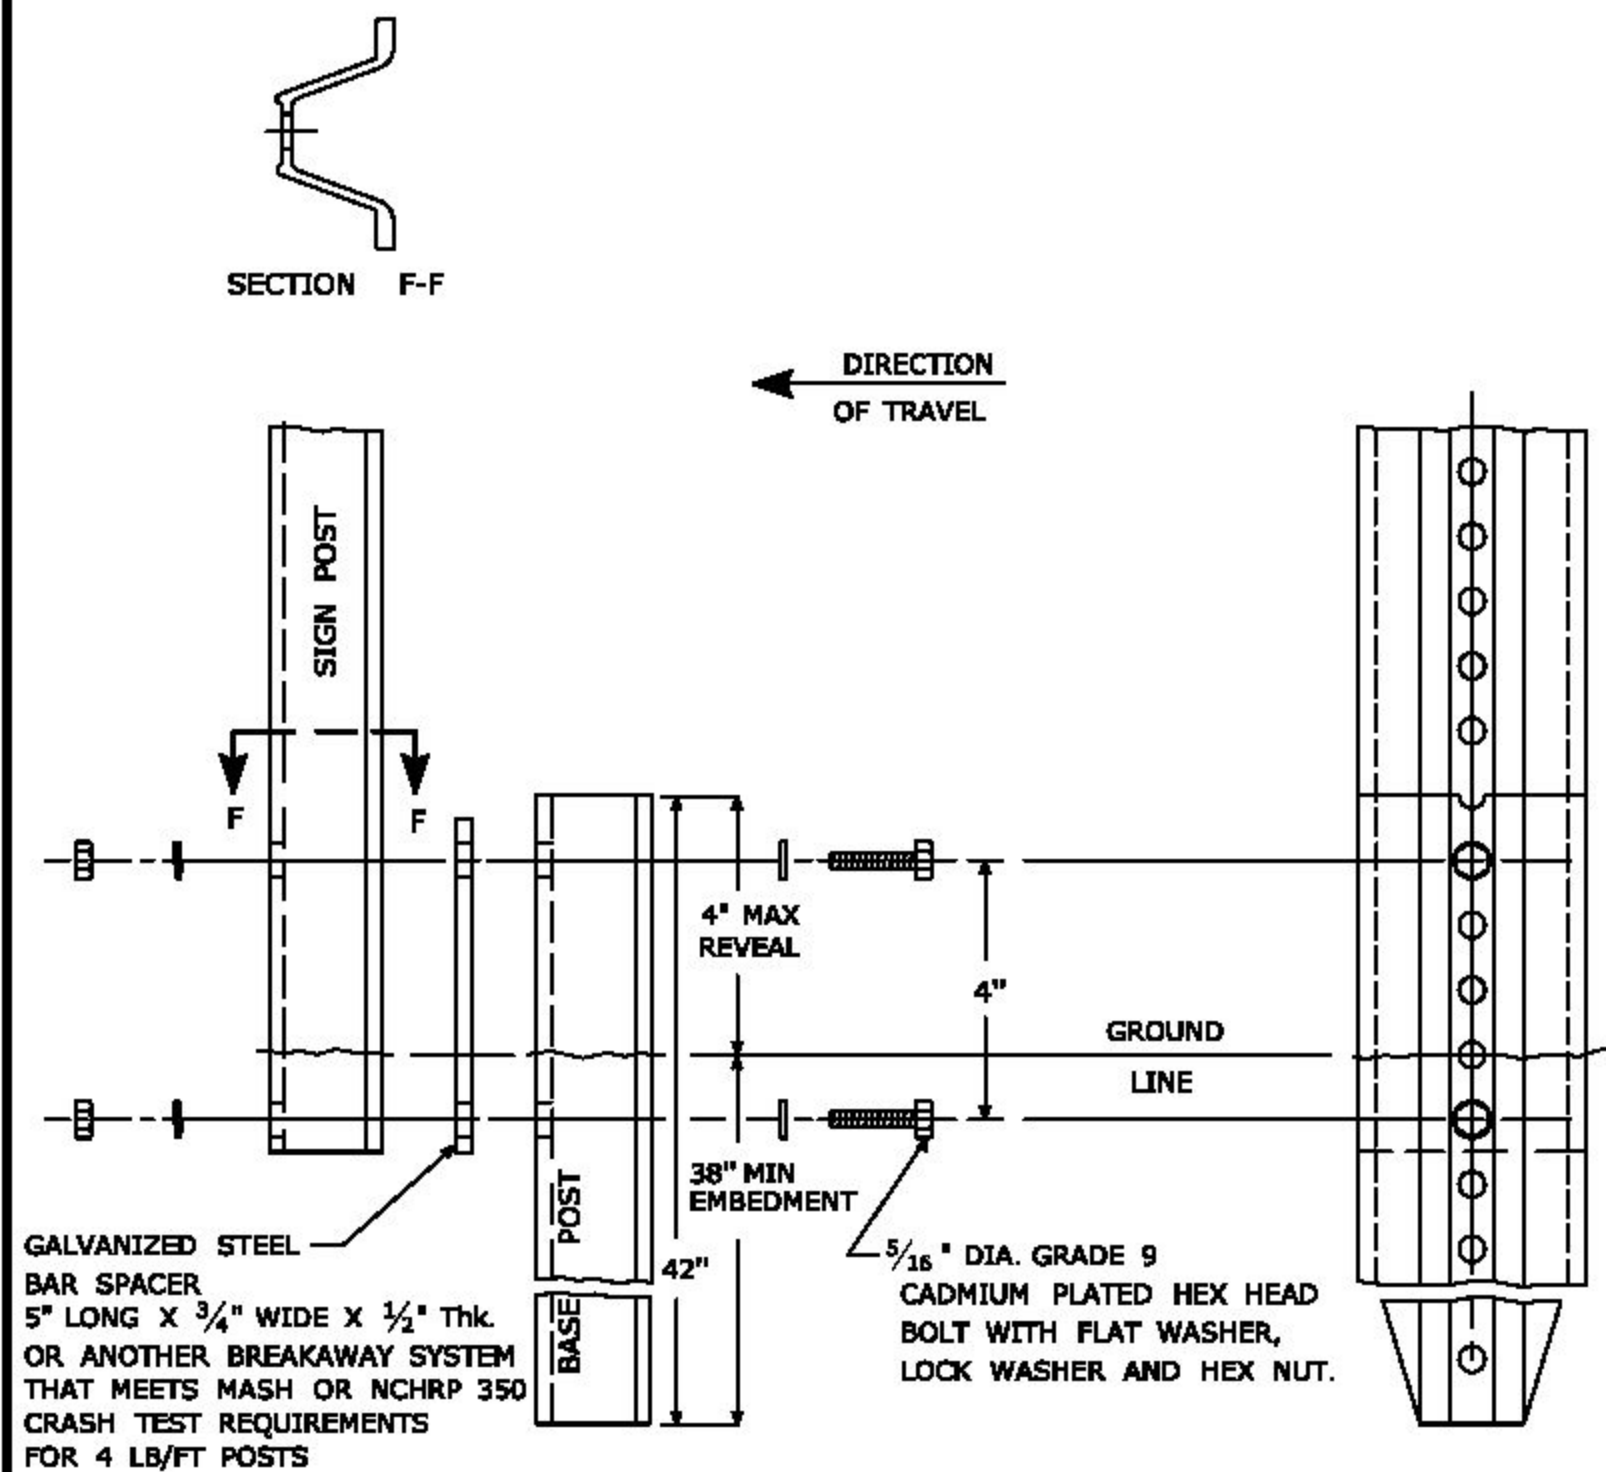 SECTION F-F
DIRECTION
OF TRAVEL
SIGN POST
F
F
4" MAX
REVEAL
4"
GROUND
LINE
38" MIN
EMBEDMENT
42"
BASE POST
GALVANIZED STEEL
BAR SPACER
5" LONG X 3/4" WIDE X 1/2" Thk.
OR ANOTHER BREAKAWAY SYSTEM
THAT MEETS MASH OR NCHRP 350
CRASH TEST REQUIREMENTS
FOR 4 LB/FT POSTS
5/16" DIA. GRADE 9
CADMIUM PLATED HEX HEAD
BOLT WITH FLAT WASHER,
LOCK WASHER AND HEX NUT.